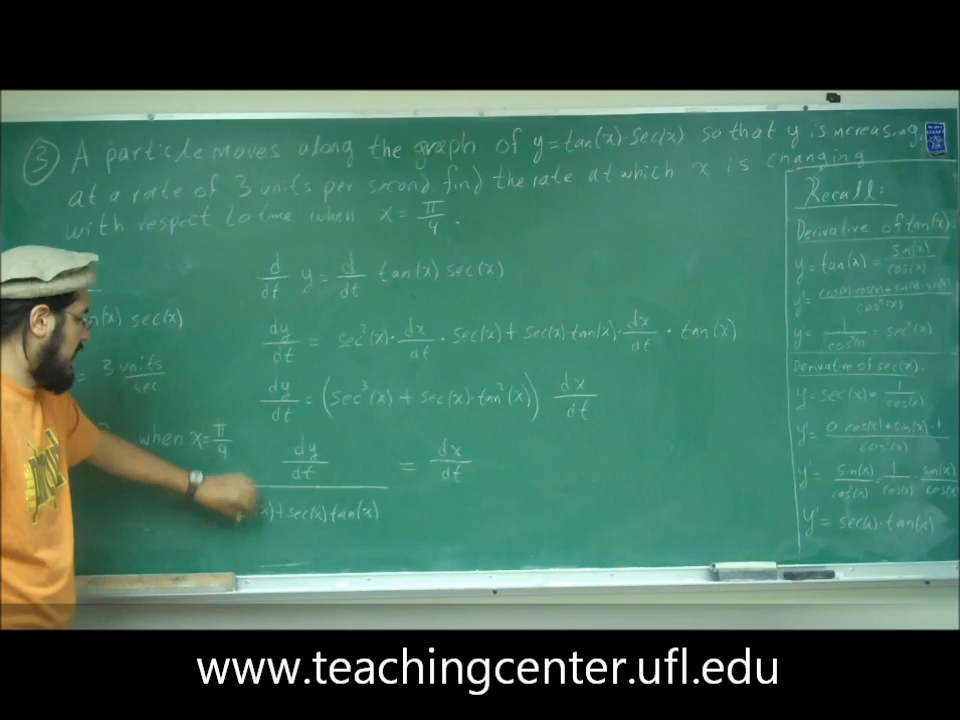 ③ A particle moves along the graph of y=tan(x)·Sec(x) so that y is increasing,
at a rate of 3 units per second. find the rate at which x is changing
with respect to time when x= π/4 .
(x) sec(x)
= 3 units/sec
when x= π/4
d/dt y = d/dt tan(x) sec(x)
dy/dt = sec²(x)· dx/dt · sec(x) + sec(x) tan(x)· dx/dt · tan(x)
dy/dt = (sec³(x) + sec(x)·tan²(x)) dx/dt
dy/dt = dx/dt
(x)+sec(x) tan(x)
Recall:
Derivative of tan(x).
y = tan(x) = sin(x)/cos(x)
y' = cos(x)·cos(x)+sin(x)·sin(x)/cos²(x)
y' = 1/cos²(x) = sec²(x)
Derivative of sec(x).
y = sec(x) = 1/cos(x)
y' = 0·cos(x)+sin(x)·1/cos²(x)
y' = sin(x)/cos²(x) = 1/cos(x) · sin(x)/cos(x)
y' = sec(x)·tan(x)
www.teachingcenter.ufl.edu